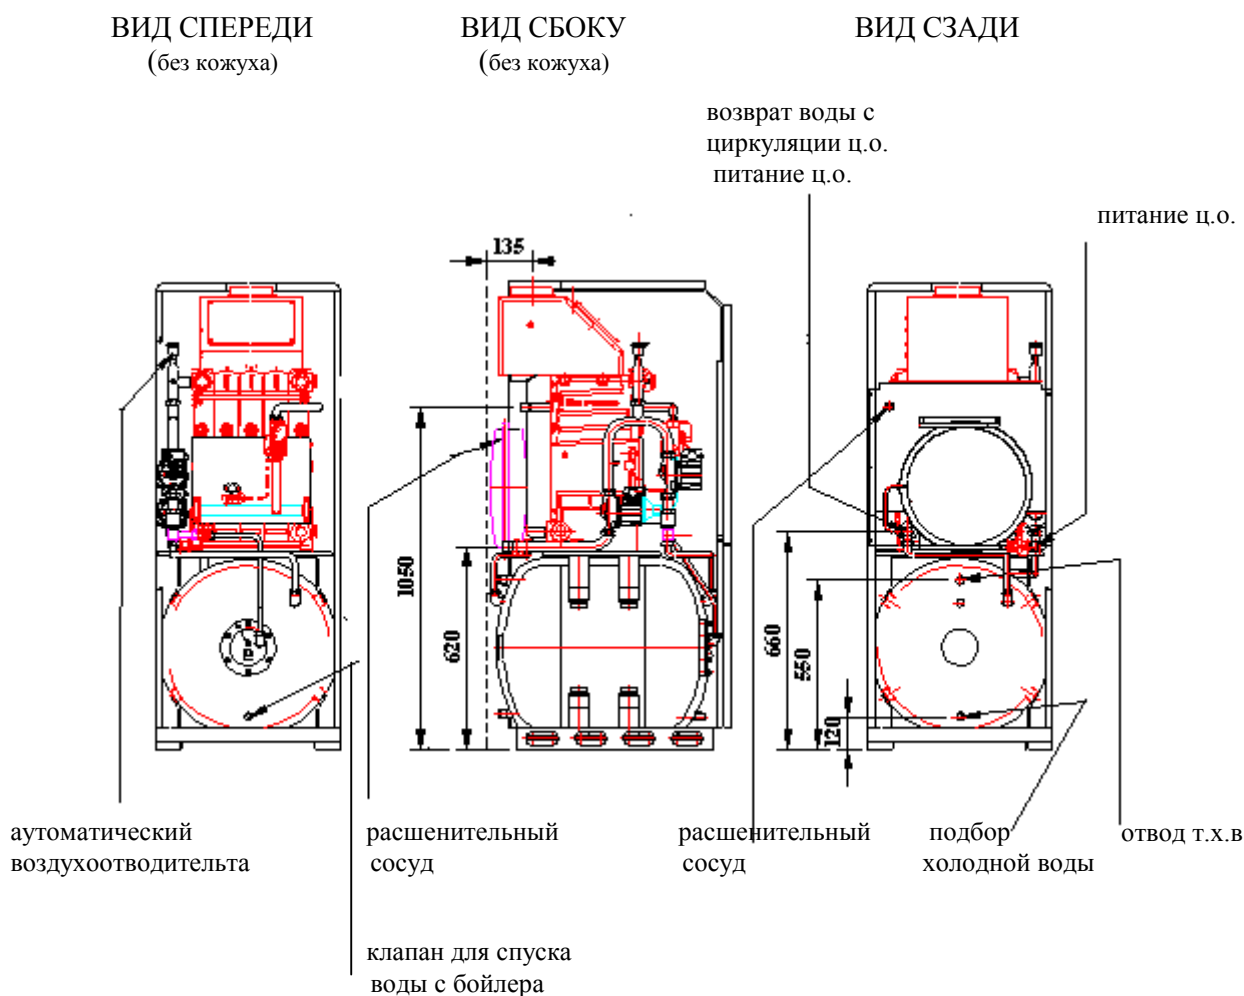 ВИД СПЕРЕДИ
(без кожуха)
ВИД СБОКУ
(без кожуха)
ВИД СЗАДИ
возврат воды с
циркуляции ц.о.
питание ц.о.
питание ц.о.
135
1050
620
660
550
120
аутоматический
воздухоотводительта
расшенительный
сосуд
расшенительный
сосуд
подбор
холодной воды
отвод т.х.в
клапан для спуска
воды с бойлера